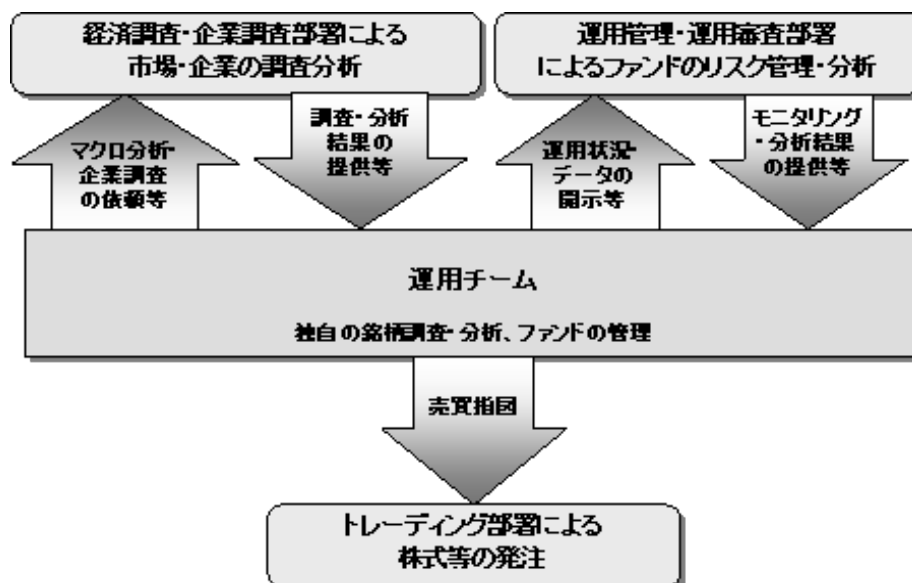 経済調査・企業調査部署による
市場・企業の調査分析
運用管理・運用審査部署
によるファンドのリスク管理・分析
マクロ分析・
企業調査
の依頼等
調査・分析
結果の
提供等
運用状況・
データの
開示等
モニタリング
・分析結果
の提供等
運用チーム
独自の銘柄調査・分析、ファンドの管理
売買指図
トレーディング部署による
株式等の発注